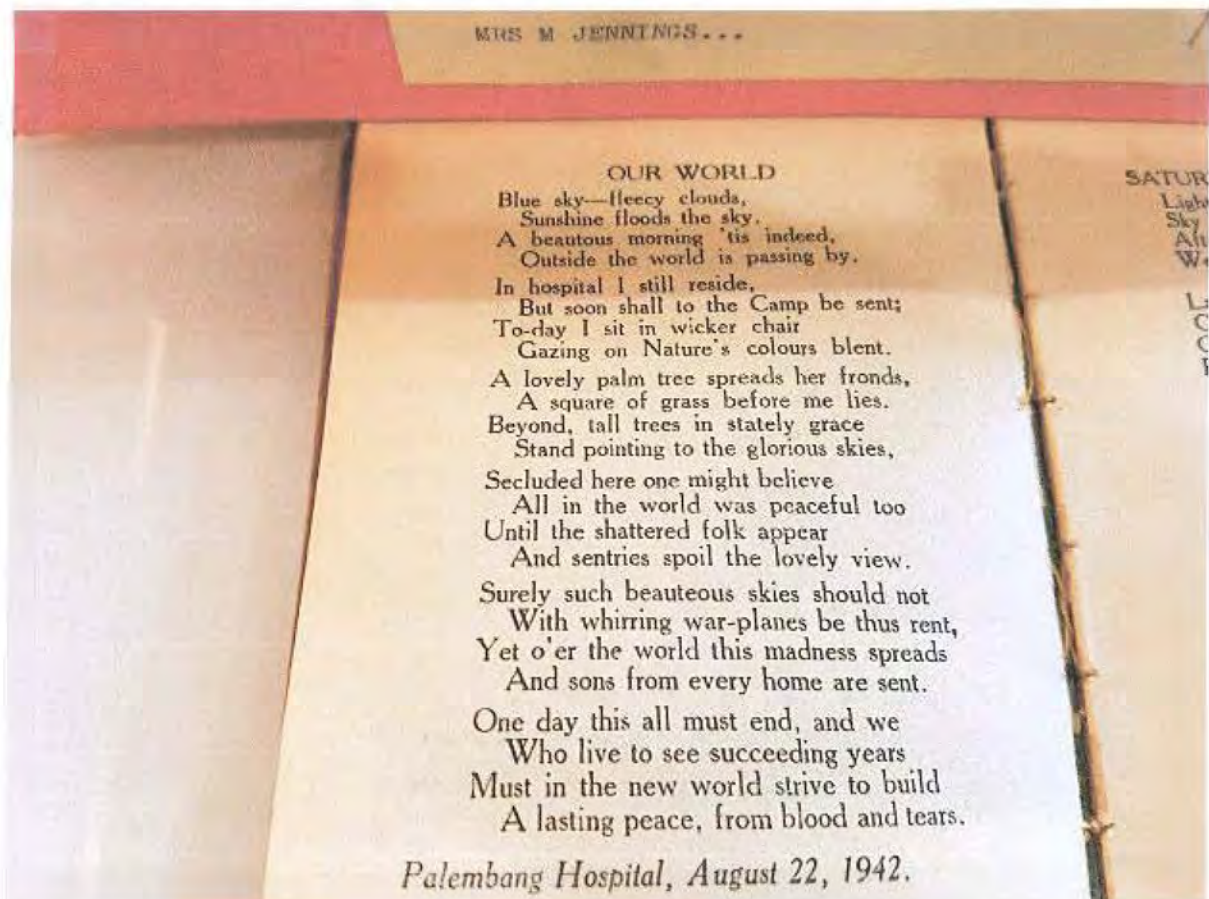 MRS M JENNINGS...
OUR WORLD
Blue sky—fleecy clouds,
Sunshine floods the sky.
A beautous morning 'tis indeed,
Outside the world is passing by.
In hospital I still reside,
But soon shall to the Camp be sent;
To-day I sit in wicker chair
Gazing on Nature's colours blent.
A lovely palm tree spreads her fronds,
A square of grass before me lies.
Beyond, tall trees in stately grace
Stand pointing to the glorious skies,
Secluded here one might believe
All in the world was peaceful too
Until the shattered folk appear
And sentries spoil the lovely view.
Surely such beauteous skies should not
With whirring war-planes be thus rent,
Yet o'er the world this madness spreads
And sons from every home are sent.
One day this all must end, and we
Who live to see succeeding years
Must in the new world strive to build
A lasting peace, from blood and tears.
Palembang Hospital, August 22, 1942.
SATUR
Sky